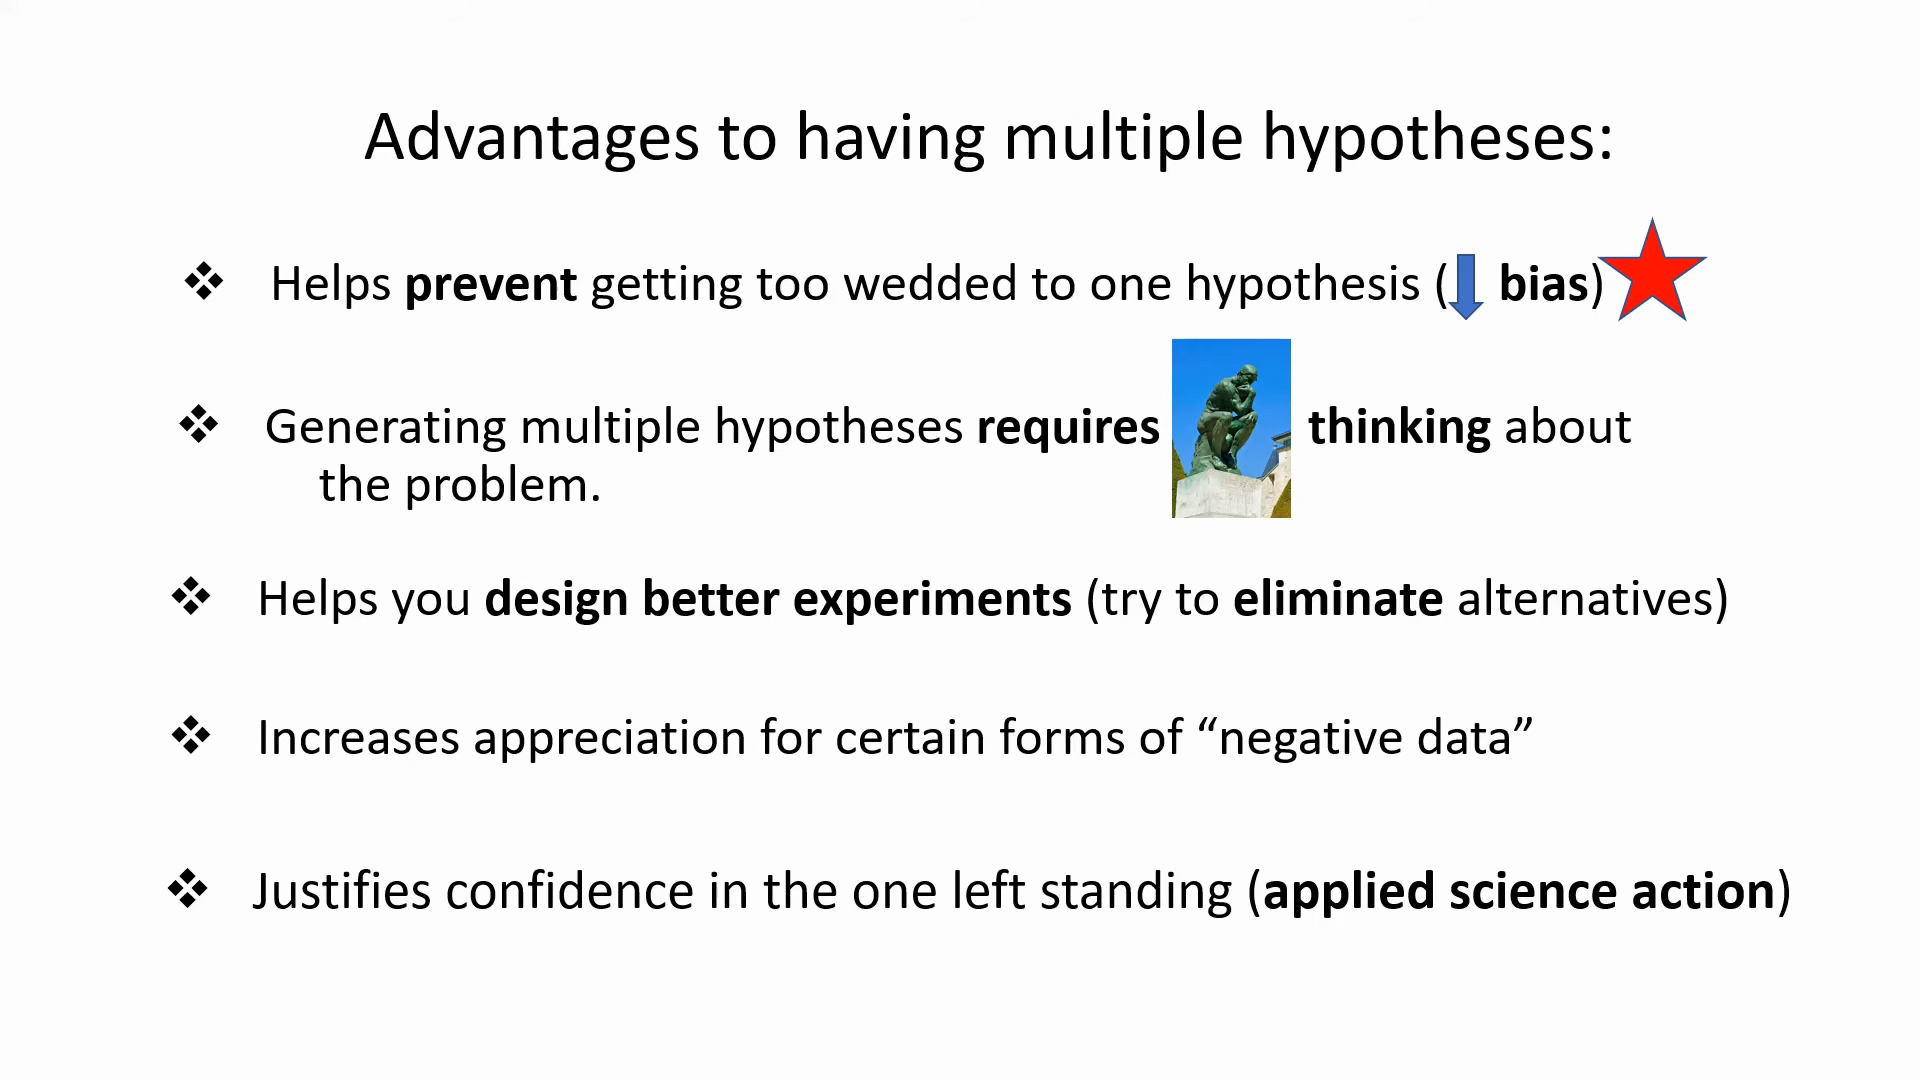 Advantages to having multiple hypotheses:
❖ Helps prevent getting too wedded to one hypothesis ( bias)
❖ Generating multiple hypotheses requires thinking about
the problem.
❖ Helps you design better experiments (try to eliminate alternatives)
❖ Increases appreciation for certain forms of “negative data”
❖ Justifies confidence in the one left standing (applied science action)